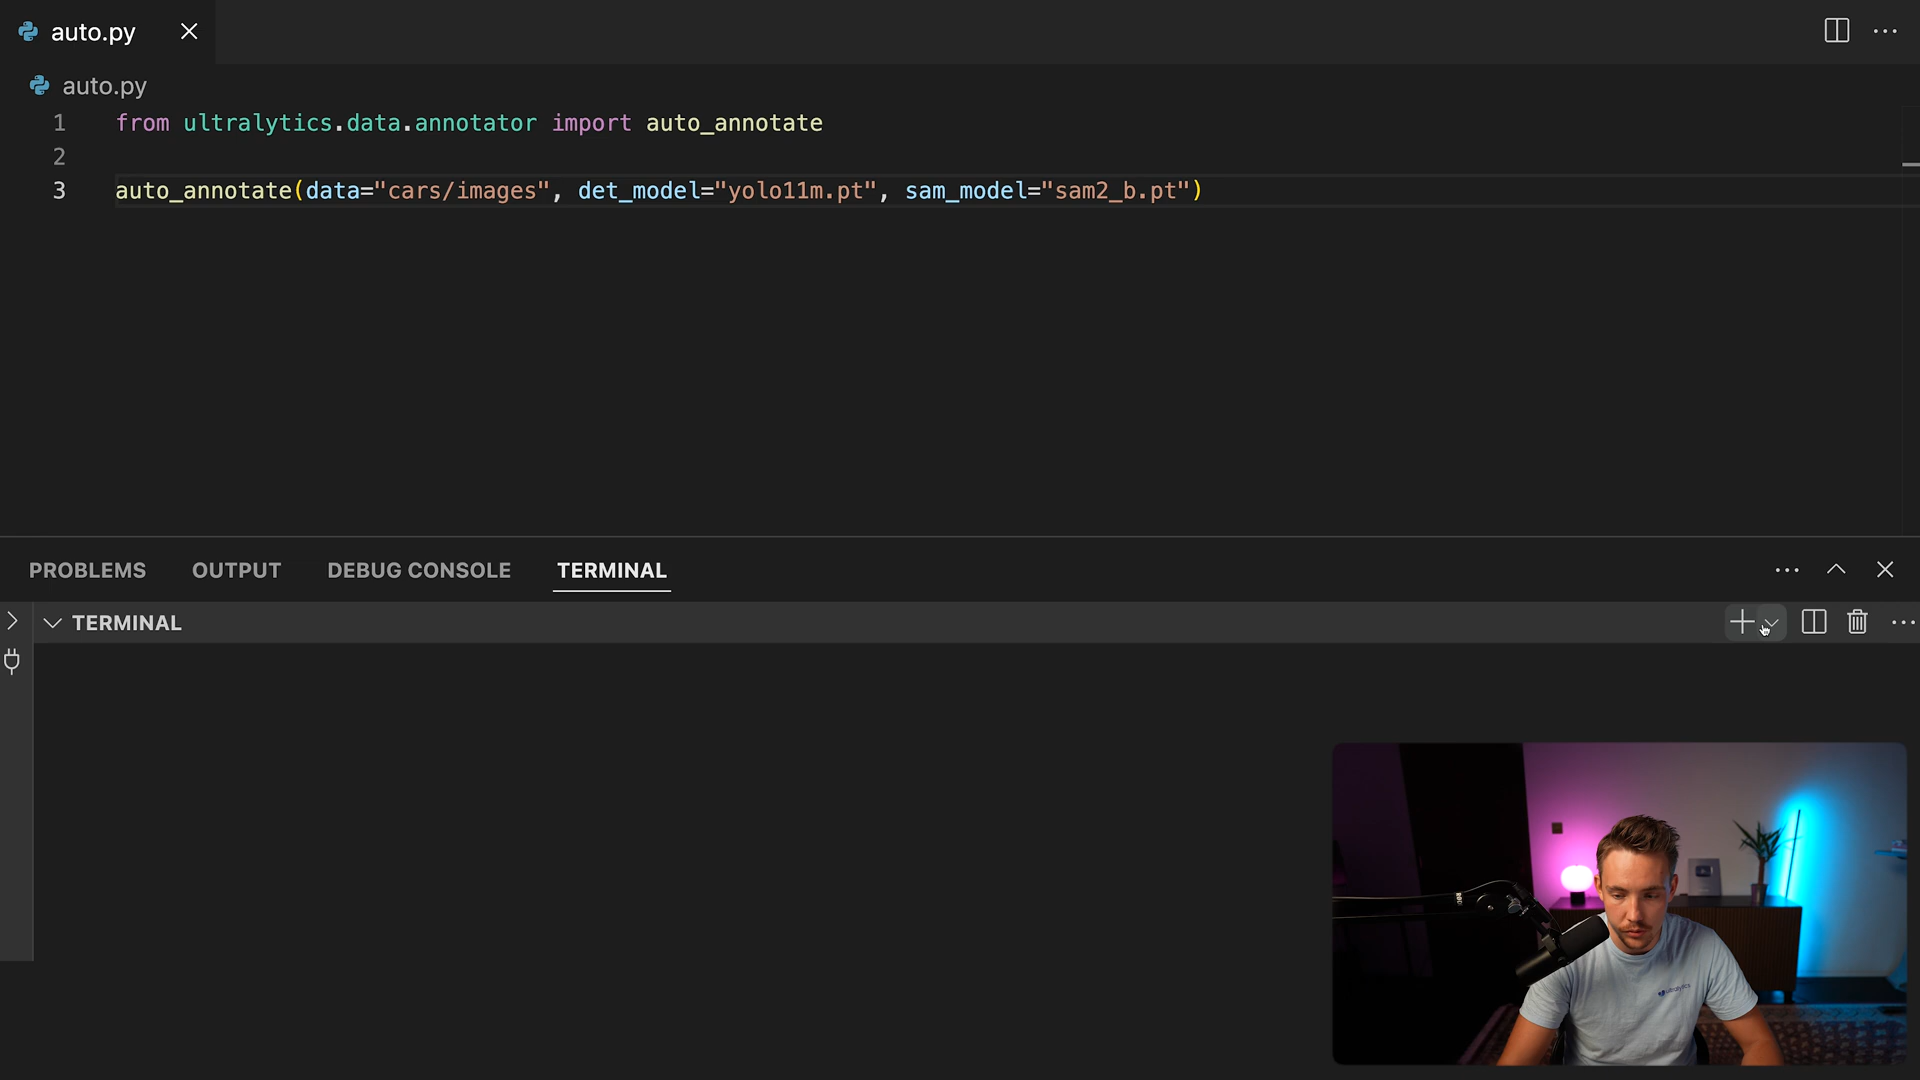 auto.py
auto.py
1 from ultralytics.data.annotator import auto_annotate
2
3 auto_annotate(data="cars/images", det_model="yolo11m.pt", sam_model="sam2_b.pt")
PROBLEMS OUTPUT DEBUG CONSOLE TERMINAL
TERMINAL
ultralytics